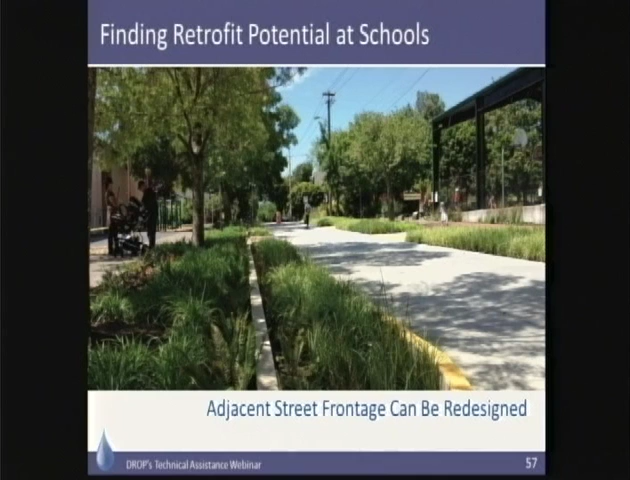 Finding Retrofit Potential at Schools
Adjacent Street Frontage Can Be Redesigned
DROP's Technical Assistance Webinar
57